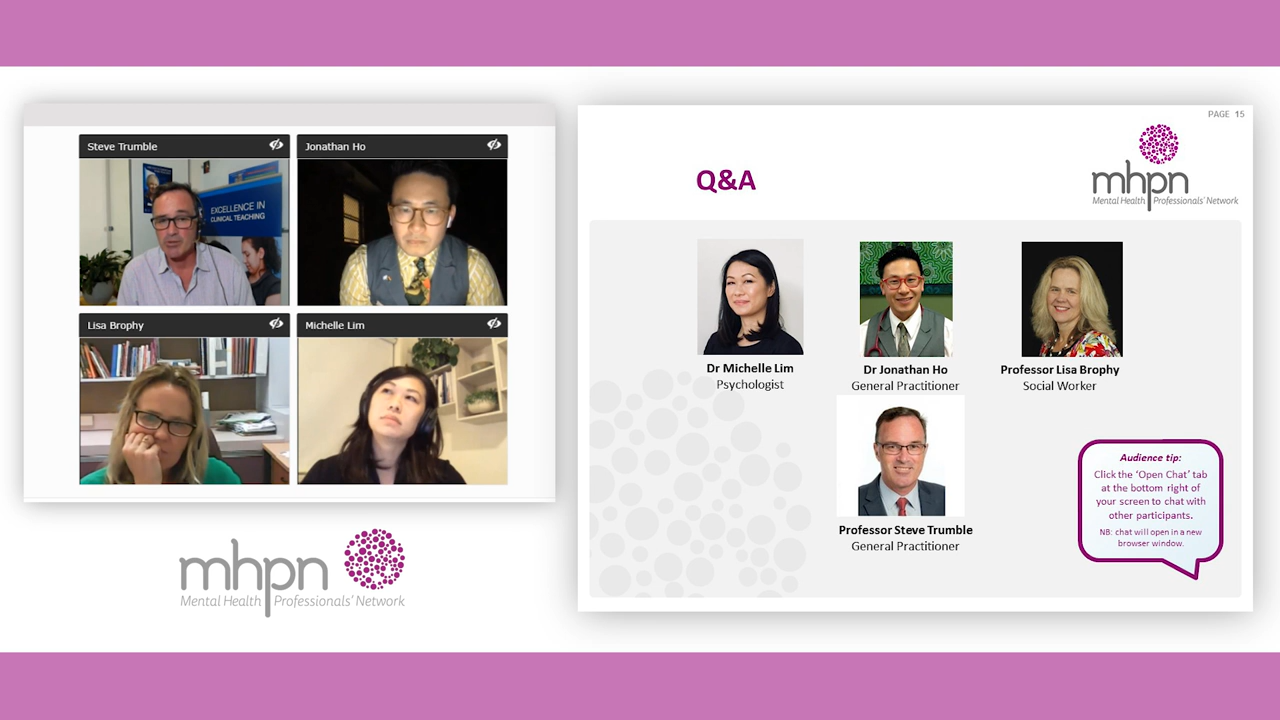 Steve Trumble
Jonathan Ho
EXCELLENCE IN
CLINICAL TEACHING
Lisa Brophy
Michelle Lim
mhpn
Mental Health Professionals' Network
PAGE 15
mhpn
Mental Health Professionals' Network
Q&A
Dr Michelle Lim
Psychologist
Dr Jonathan Ho
General Practitioner
Professor Lisa Brophy
Social Worker
Professor Steve Trumble
General Practitioner
Audience tip:
Click the 'Open Chat' tab
at the bottom right of
your screen to chat with
other participants.
NB: chat will open in a new
browser window.